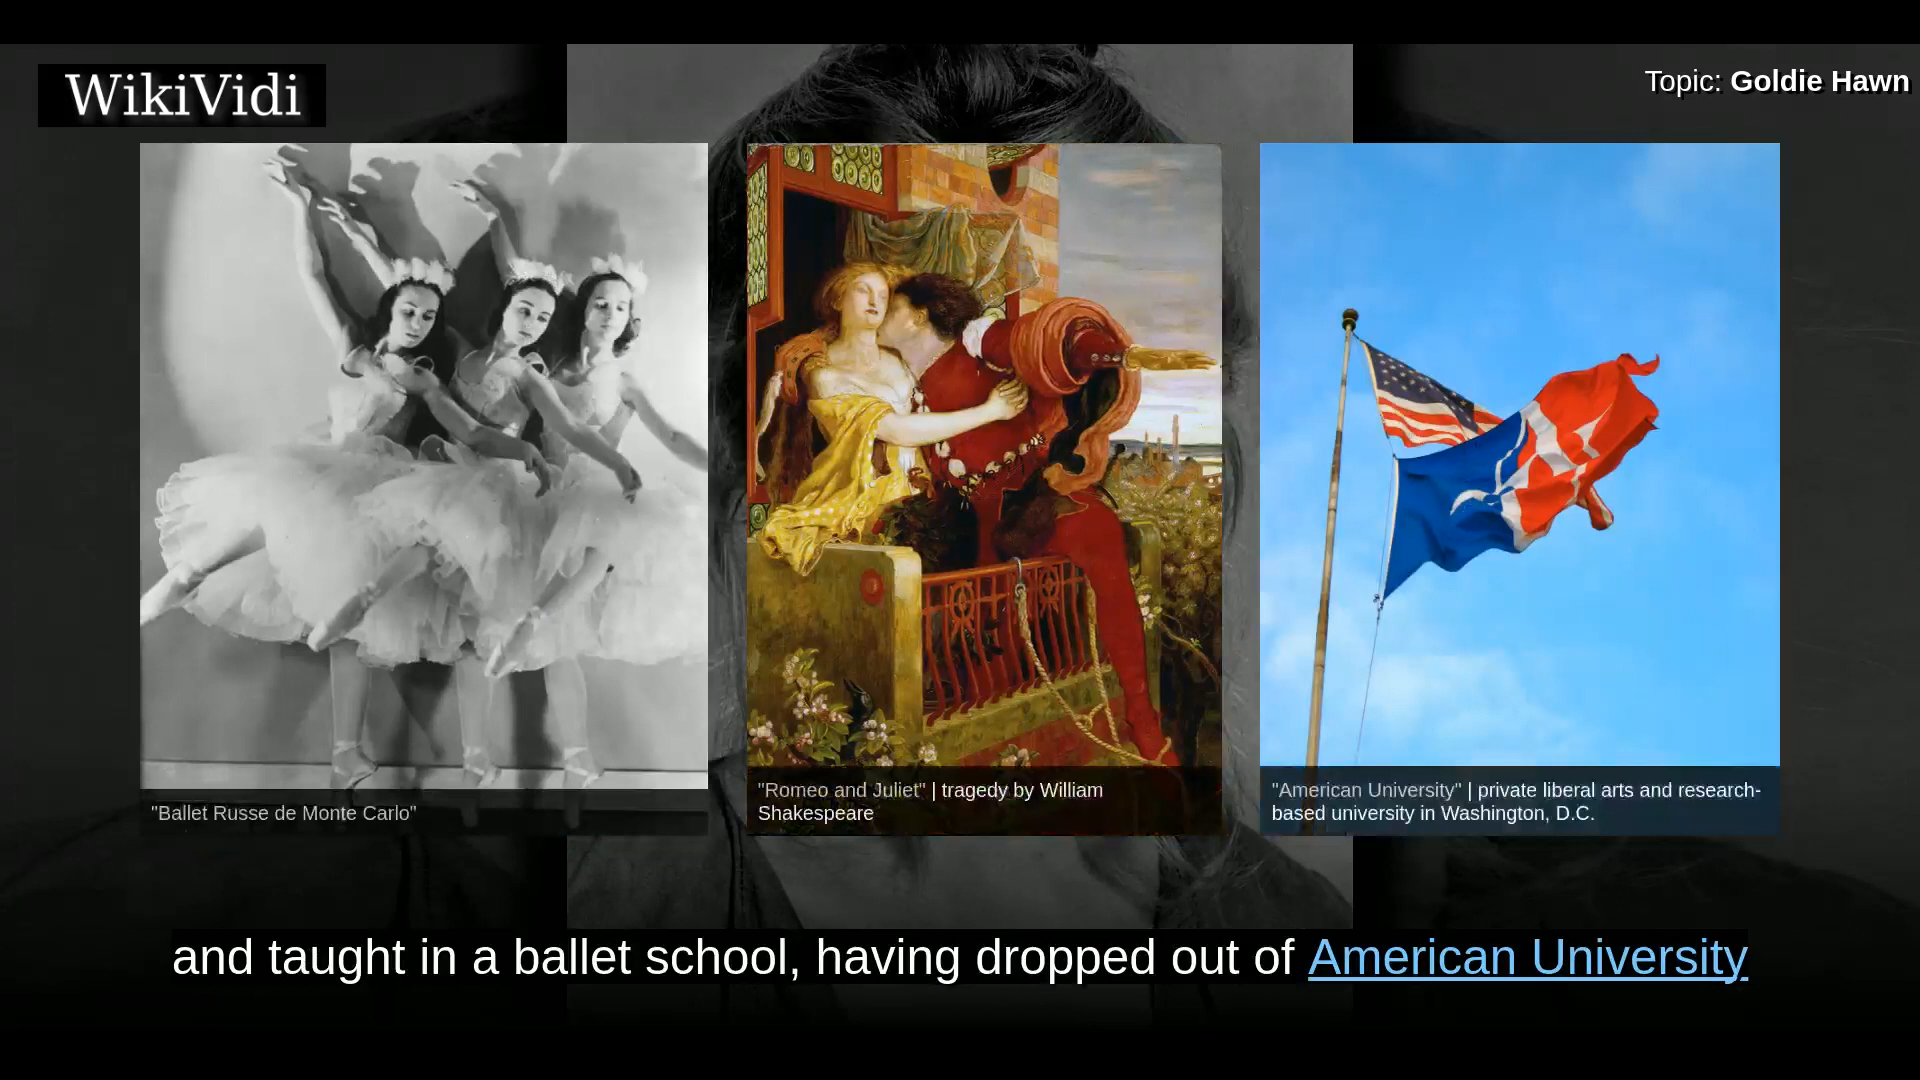 WikiVidi
Topic: Goldie Hawn
"Ballet Russe de Monte Carlo"
"Romeo and Juliet" | tragedy by William
Shakespeare
"American University" | private liberal arts and research-
based university in Washington, D.C.
and taught in a ballet school, having dropped out of American University